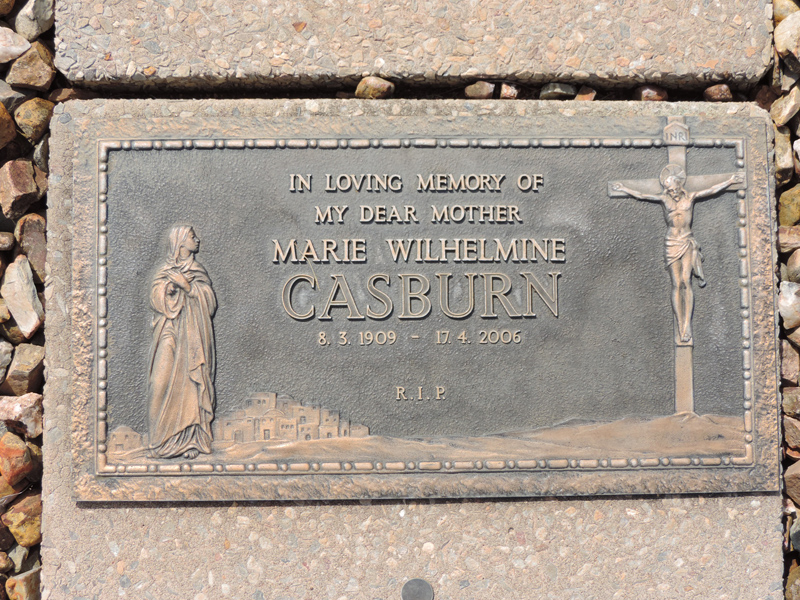 INRI
IN LOVING MEMORY OF
MY DEAR MOTHER
MARIE WILHELMINE
CASBURN
8. 3. 1909 - 17. 4. 2006
R.I.P.